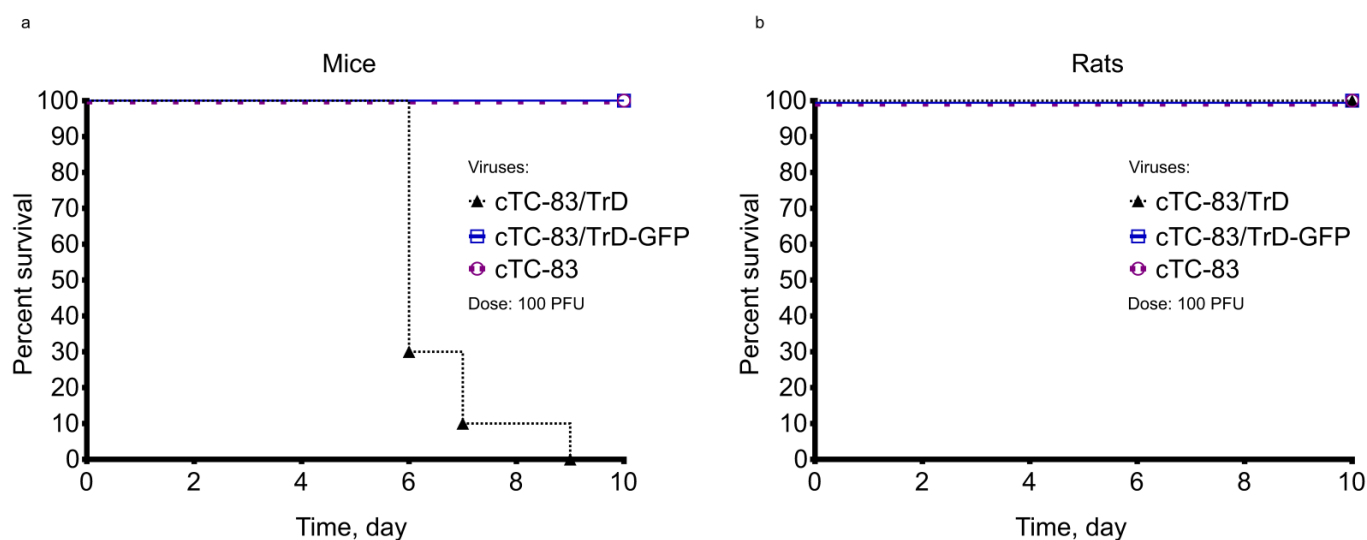 a
Mice
Percent survival
100
90
80
70
60
50
40
30
20
10
0
0 2 4 6 8 10
Time, day
Viruses:
cTC-83/TrD
cTC-83/TrD-GFP
cTC-83
Dose: 100 PFU
b
Rats
Percent survival
100
90
80
70
60
50
40
30
20
10
0
0 2 4 6 8 10
Time, day
Viruses:
cTC-83/TrD
cTC-83/TrD-GFP
cTC-83
Dose: 100 PFU